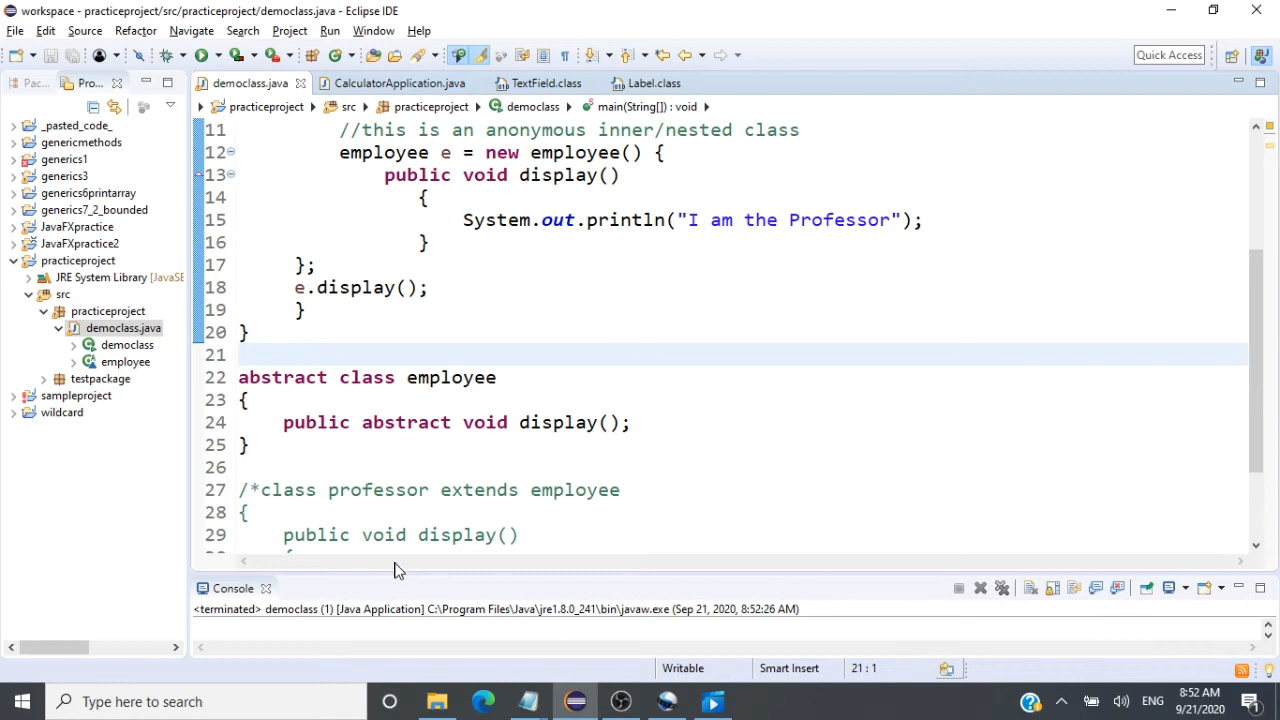 workspace - practiceproject/src/practiceproject/democlass.java - Eclipse IDE
File Edit Source Refactor Navigate Search Project Run Window Help
Quick Access
Pac... Pro...
democlass.java CalculatorApplication.java TextField.class Label.class
practiceproject src practiceproject democlass main(String[]) : void
_pasted_code_
genericmethods
generics1
generics3
generics6printarray
generics7_2_bounded
JavaFXpractice
JavaFXpractice2
practiceproject
JRE System Library [JavaSE
src
practiceproject
democlass.java
democlass
employee
testpackage
sampleproject
wildcard
11 //this is an anonymous inner/nested class
12 employee e = new employee() {
13 public void display()
14 {
15 System.out.println("I am the Professor");
16 }
17 };
18 e.display();
19 }
20 }
21
22 abstract class employee
23 {
24 public abstract void display();
25 }
26
27 /*class professor extends employee
28 {
29 public void display()
Console
<terminated> democlass (1) [Java Application] C:\Program Files\Java\jre1.8.0_241\bin\javaw.exe (Sep 21, 2020, 8:52:26 AM)
Writable Smart Insert 21 : 1
Type here to search
ENG
8:52 AM
9/21/2020
1